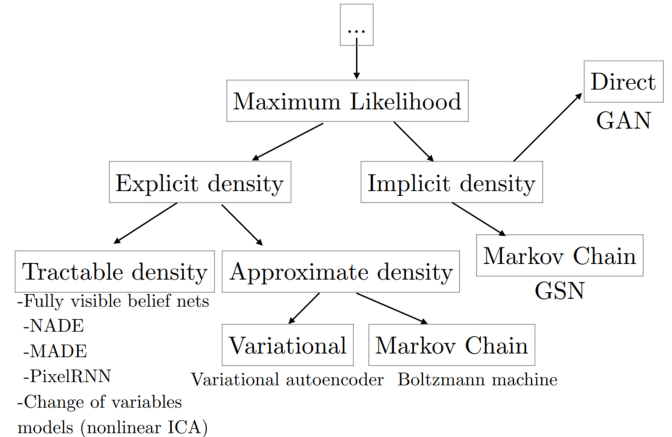 ...
Maximum Likelihood
Direct
GAN
Explicit density
Implicit density
Markov Chain
GSN
Tractable density
-Fully visible belief nets
-NADE
-MADE
-PixelRNN
-Change of variables
models (nonlinear ICA)
Approximate density
Variational
Variational autoencoder
Markov Chain
Boltzmann machine